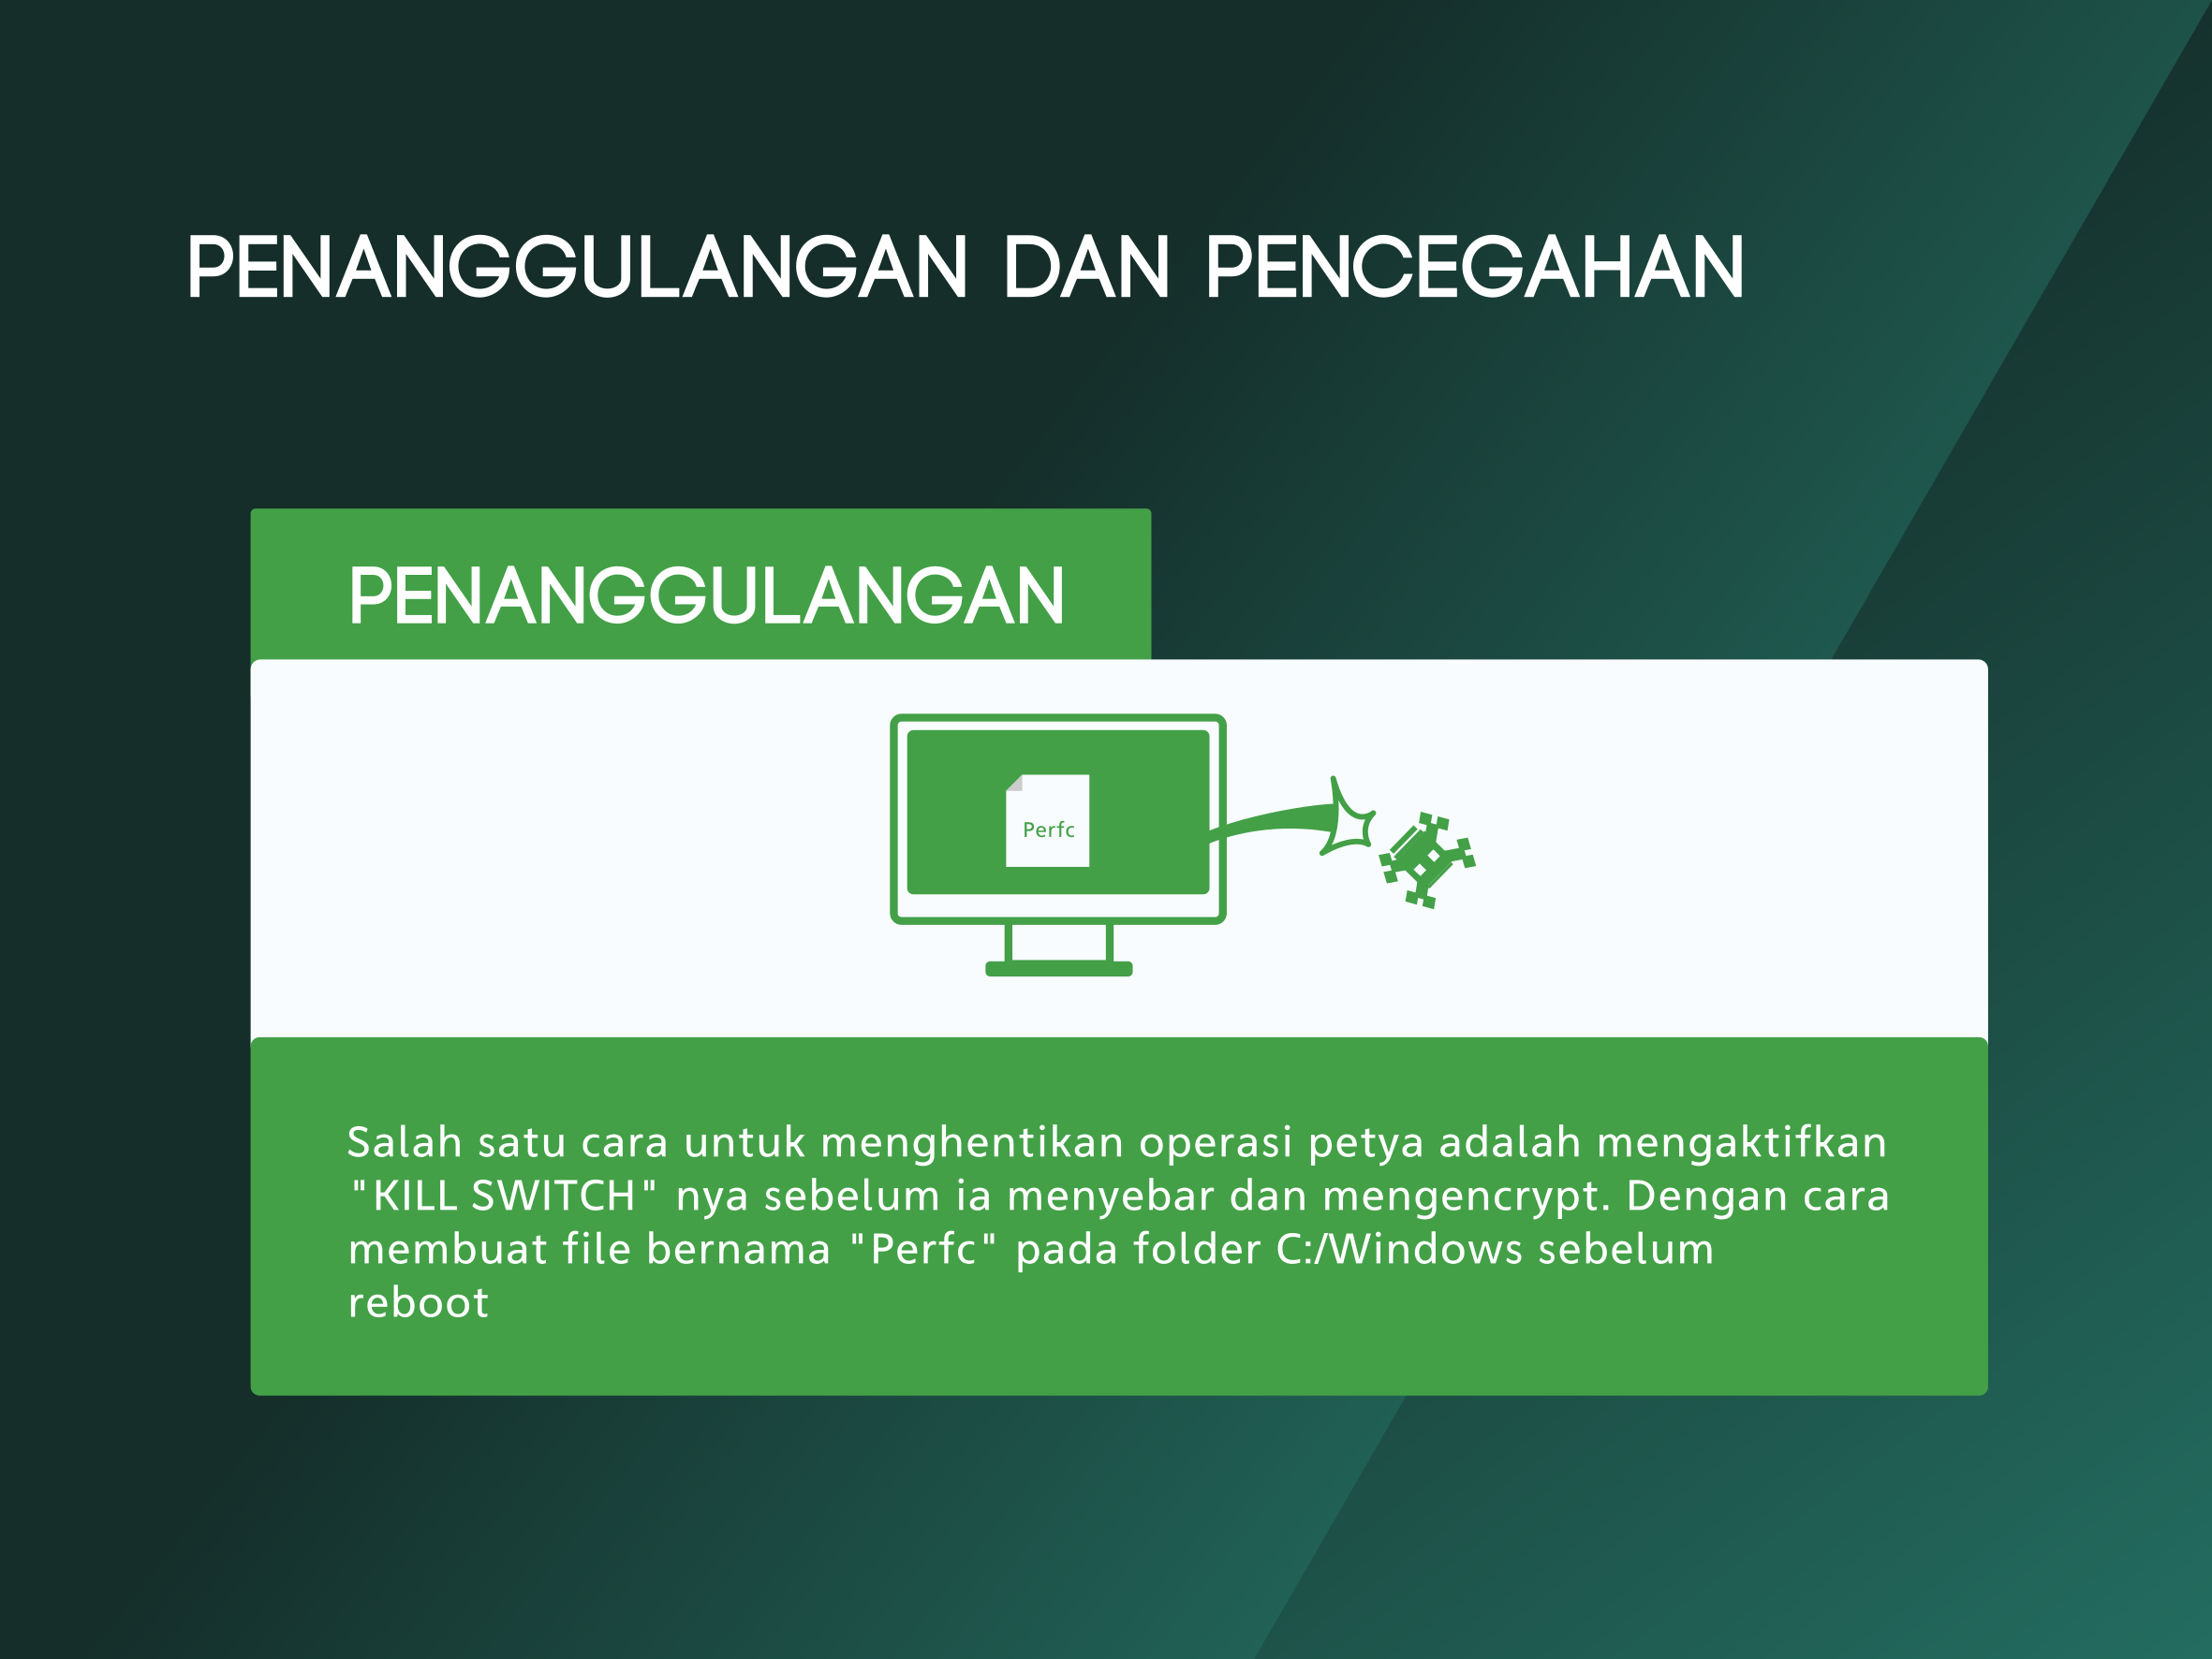 PENANGGULANGAN DAN PENCEGAHAN
PENANGGULANGAN
Perfc
Salah satu cara untuk menghentikan operasi petya adalah mengaktifkan
"KILL SWITCH" nya sebelum ia menyebar dan mengencrypt. Dengan cara
membuat file bernama "Perfc" pada folder C:/Windows sebelum
reboot